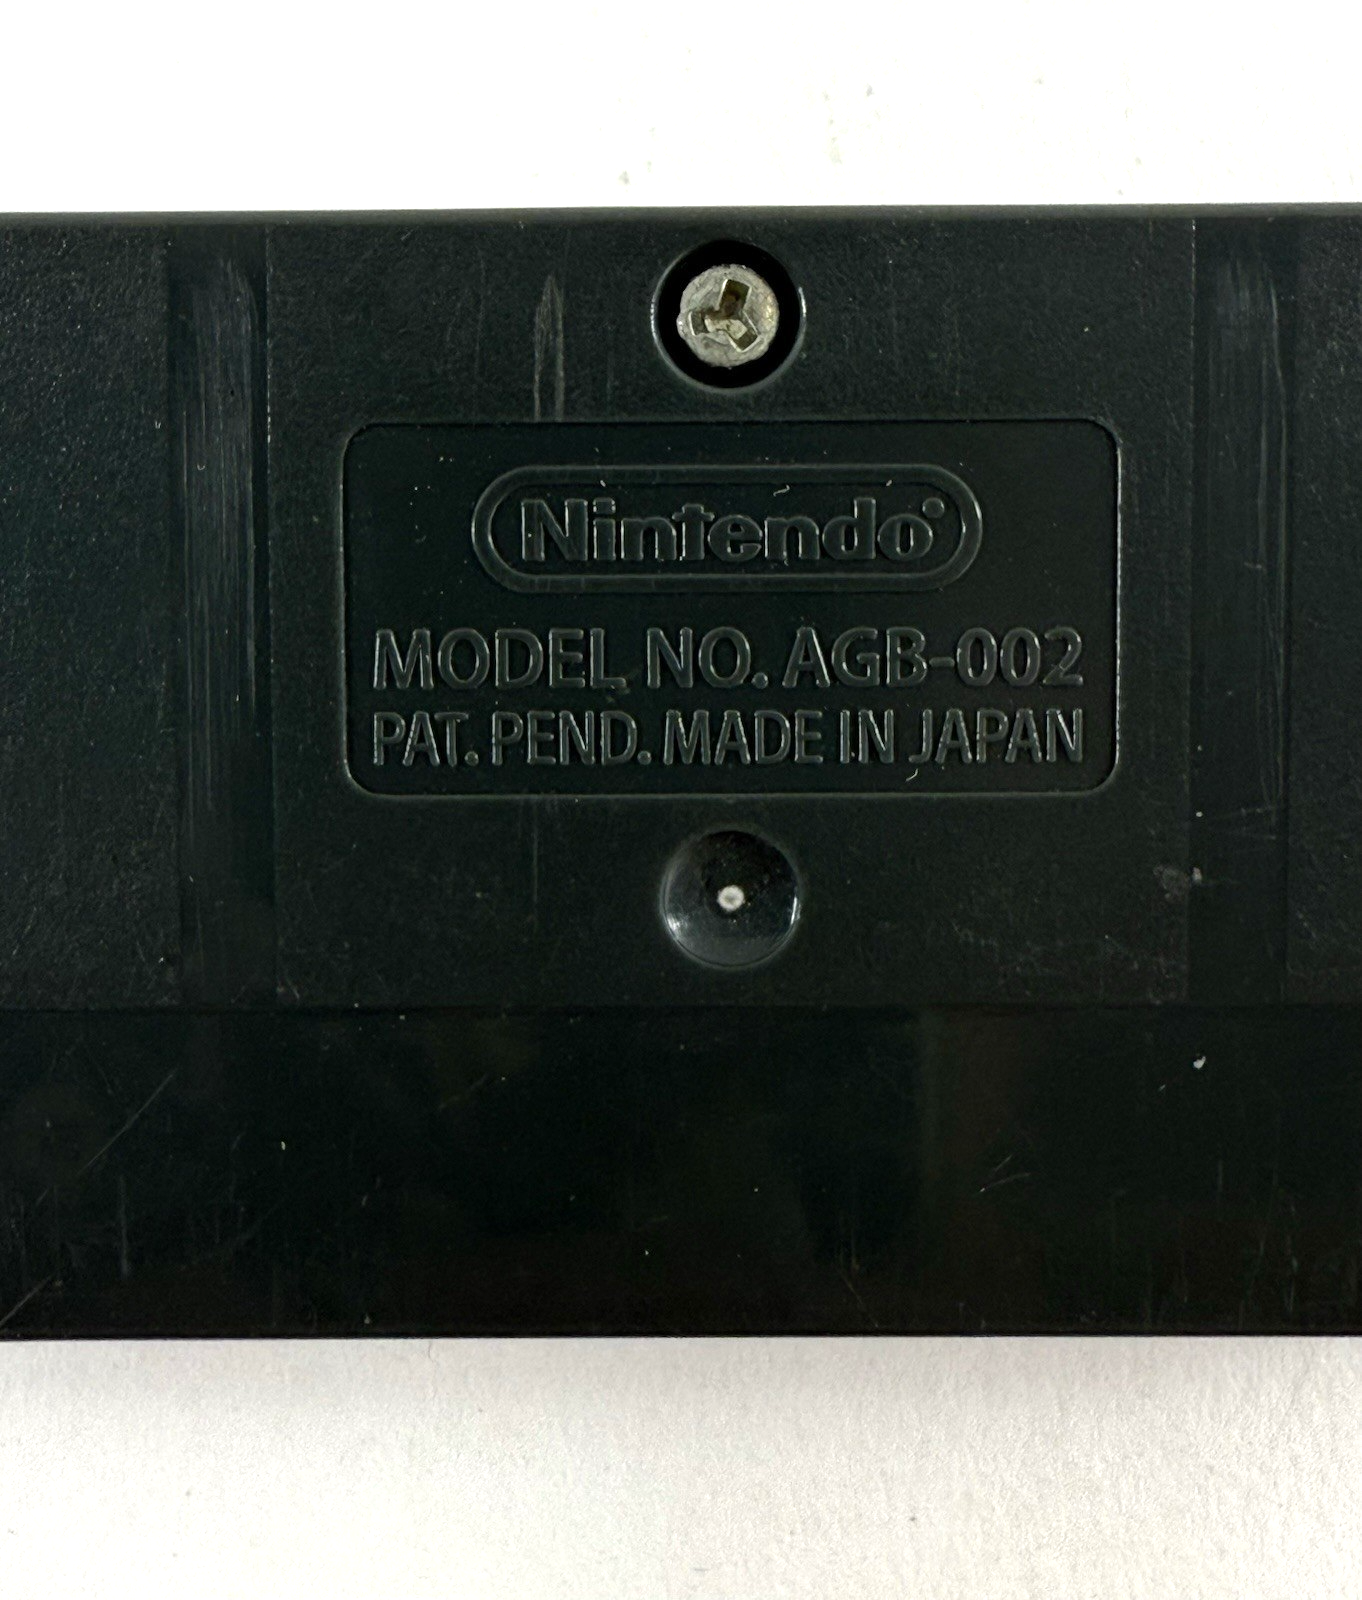 Nintendo
MODEL NO. AGB-002
PAT. PEND. MADE IN JAPAN